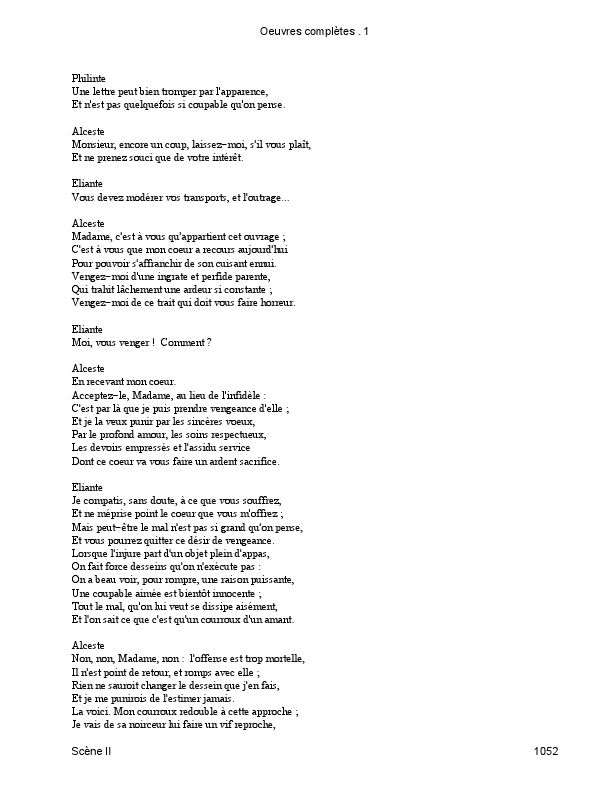 Oeuvres complètes . 1
Philinte
Une lettre peut bien tromper par l'apparence,
Et n'est pas quelquefois si coupable qu'on pense.
Alceste
Monsieur, encore un coup, laissez−moi, s'il vous plaît,
Et ne prenez souci que de votre intérêt.
Eliante
Vous devez modérer vos transports, et l'outrage...
Alceste
Madame, c'est à vous qu'appartient cet ouvrage ;
C'est à vous que mon coeur a recours aujourd'hui
Pour pouvoir s'affranchir de son cuisant ennui.
Vengez−moi d'une ingrate et perfide parente,
Qui trahit lâchement une ardeur si constante ;
Vengez−moi de ce trait qui doit vous faire horreur.
Eliante
Moi, vous venger !  Comment ?
Alceste
En recevant mon coeur.
Acceptez−le, Madame, au lieu de l'infidèle :
C'est par là que je puis prendre vengeance d'elle ;
Et je la veux punir par les sincères voeux,
Par le profond amour, les soins respectueux,
Les devoirs empressés et l'assidu service
Dont ce coeur va vous faire un ardent sacrifice.
Eliante
Je compatis, sans doute, à ce que vous souffrez,
Et ne méprise point le coeur que vous m'offrez ;
Mais peut−être le mal n'est pas si grand qu'on pense,
Et vous pourrez quitter ce désir de vengeance.
Lorsque l'injure part d'un objet plein d'appas,
On fait force desseins qu'on n'exécute pas :
On a beau voir, pour rompre, une raison puissante,
Une coupable aimée est bientôt innocente ;
Tout le mal, qu'on lui veut se dissipe aisément,
Et l'on sait ce que c'est qu'un courroux d'un amant.
Alceste
Non, non, Madame, non :  l'offense est trop mortelle,
Il n'est point de retour, et romps avec elle ;
Rien ne sauroit changer le dessein que j'en fais,
Et je me punirois de l'estimer jamais.
La voici. Mon courroux redouble à cette approche ;
Je vais de sa noirceur lui faire un vif reproche,
Scène II
1052